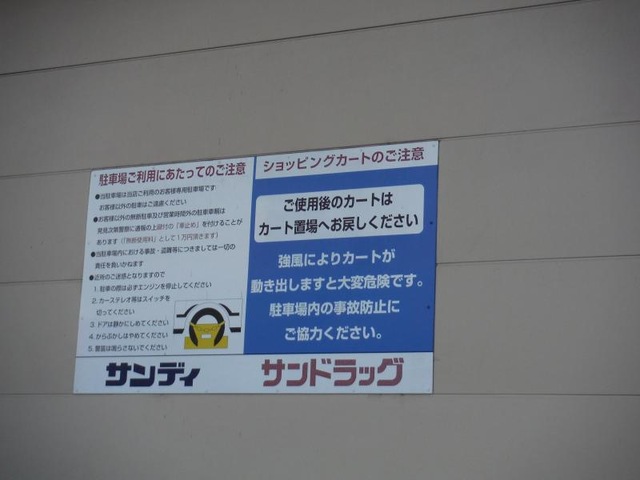 駐車場ご利用にあたってのご注意
●当駐車場は当店ご利用のお客様専用駐車場です
お客様以外の駐車はご遠慮ください
●お客様以外の無断駐車及び営業時間外の駐車車輌は
発見次第警察に通報の上鍵付の「車止め」を付けることが
あります(「無断使用料」として1万円頂きます)
●当駐車場内における事故・盗難等につきましては一切の
責任を負いかねます
●近所のご迷惑となりますので
1. 駐車の際は必ずエンジンを停止してください
2. カーステレオ等はスイッチを
切ってください
3. ドアは静かにしめてください
4. からぶかしはやめてください
5. 警笛は鳴らさないでください
サンディ
ショッピングカートのご注意
ご使用後のカートは
カート置場へお戻しください
強風によりカートが
動き出しますと大変危険です。
駐車場内の事故防止に
ご協力ください。
サンドラッグ